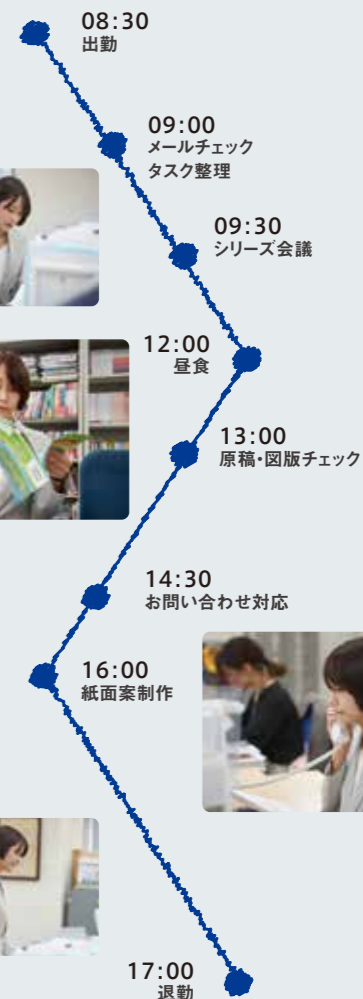 08:30
出勤
09:00
メールチェック
タスク整理
09:30
シリーズ会議
12:00
昼食
13:00
原稿・図版チェック
14:30
お問い合わせ対応
16:00
紙面案制作
17:00
退勤